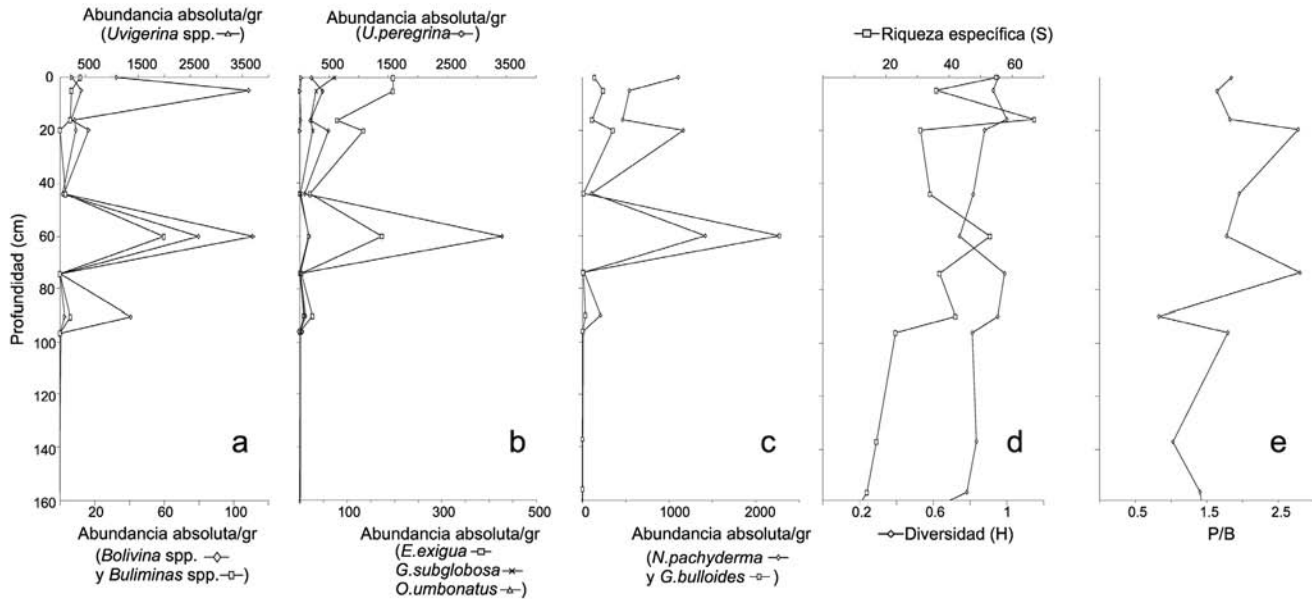 Abundancia absoluta/gr
(Uvigerina spp.)
500 1500 2500 3500
Abundancia absoluta/gr
(U.peregrina)
500 1500 2500 3500
Riqueza específica (S)
20 40 60
Profundidad (cm)
0
20
40
60
80
100
120
140
160
a
b
c
d
e
20 40 60 80 100
Abundancia absoluta/gr
(Bolivina spp.
y Buliminas spp.)
100 300 400 500
Abundancia absoluta/gr
(E.exigua
G.subglobosa
O.umbonatus)
0 1000 2000
Abundancia absoluta/gr
(N.pachyderma
y G.bulloides)
0.2 0.6 1
Diversidad (H)
0.5 1.5 2.5
P/B